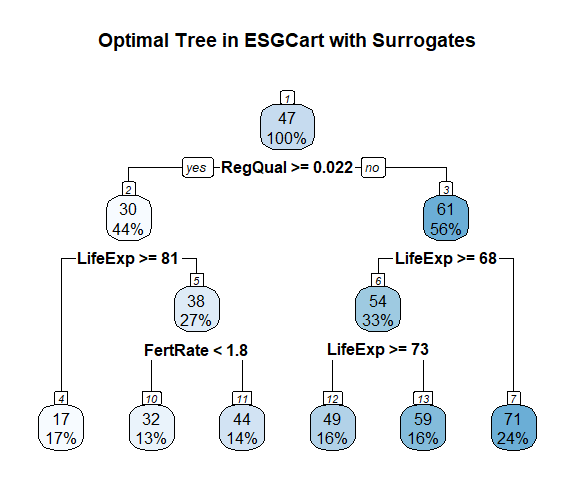 Optimal Tree in ESGCart with Surrogates
1
47
100%
yes RegQual >= 0.022 no
2 3
30 61
44% 56%
LifeExp >= 81 LifeExp >= 68
5 6
38 54
27% 33%
FertRate < 1.8 LifeExp >= 73
4 10 11 12 13 7
17 32 44 49 59 71
17% 13% 14% 16% 16% 24%